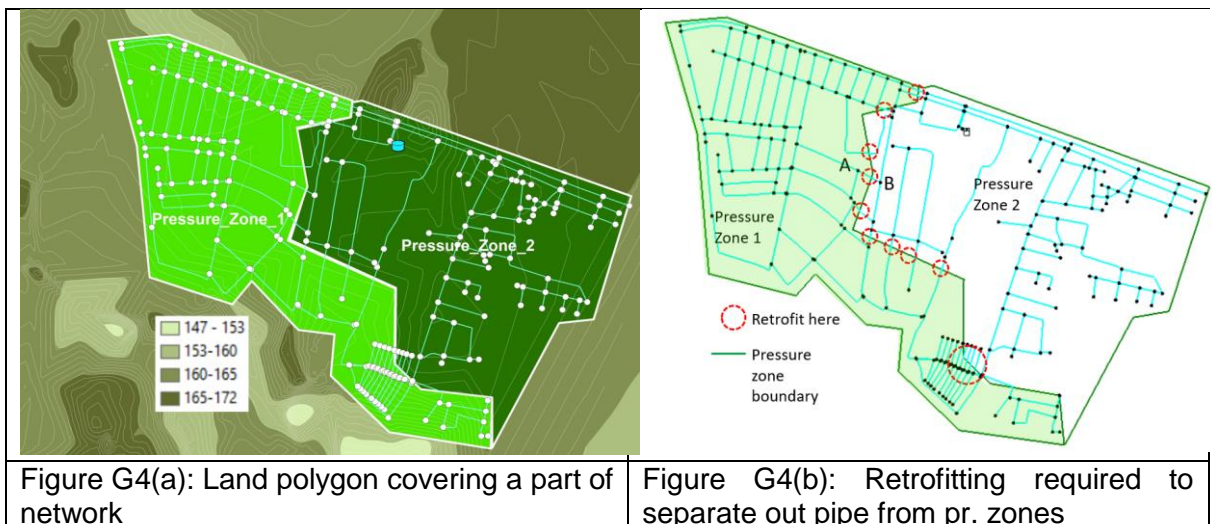 Pressure_Zone_1
Pressure_Zone_2
147 - 153
153-160
160-165
165-172
A
B
Pressure
Zone 1
Pressure
Zone 2
Retrofit here
Pressure
zone
boundary
Figure G4(a): Land polygon covering a part of
network
Figure G4(b): Retrofitting required to
separate out pipe from pr. zones